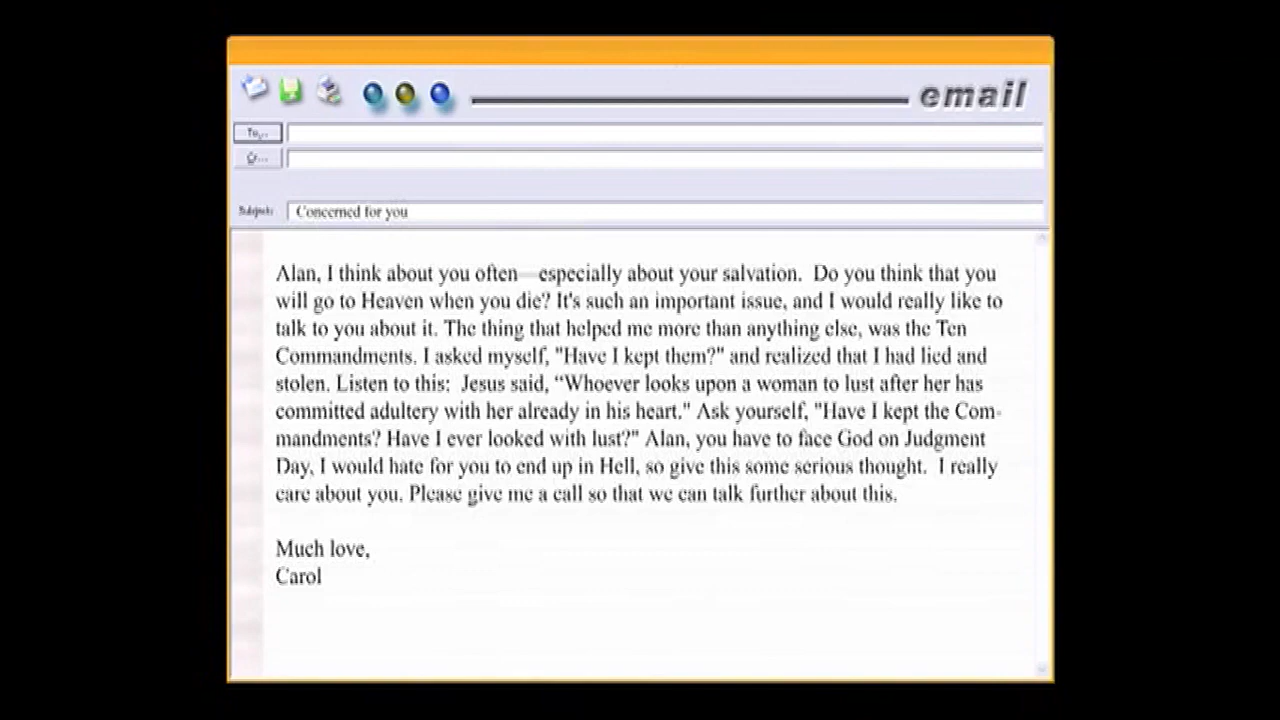 email
To...
Subject:
Concerned for you
Alan, I think about you often—especially about your salvation. Do you think that you
will go to Heaven when you die? It's such an important issue, and I would really like to
talk to you about it. The thing that helped me more than anything else, was the Ten
Commandments. I asked myself, "Have I kept them?" and realized that I had lied and
stolen. Listen to this: Jesus said, “Whoever looks upon a woman to lust after her has
committed adultery with her already in his heart." Ask yourself, "Have I kept the Com-
mandments? Have I ever looked with lust?" Alan, you have to face God on Judgment
Day, I would hate for you to end up in Hell, so give this some serious thought. I really
care about you. Please give me a call so that we can talk further about this.
Much love,
Carol